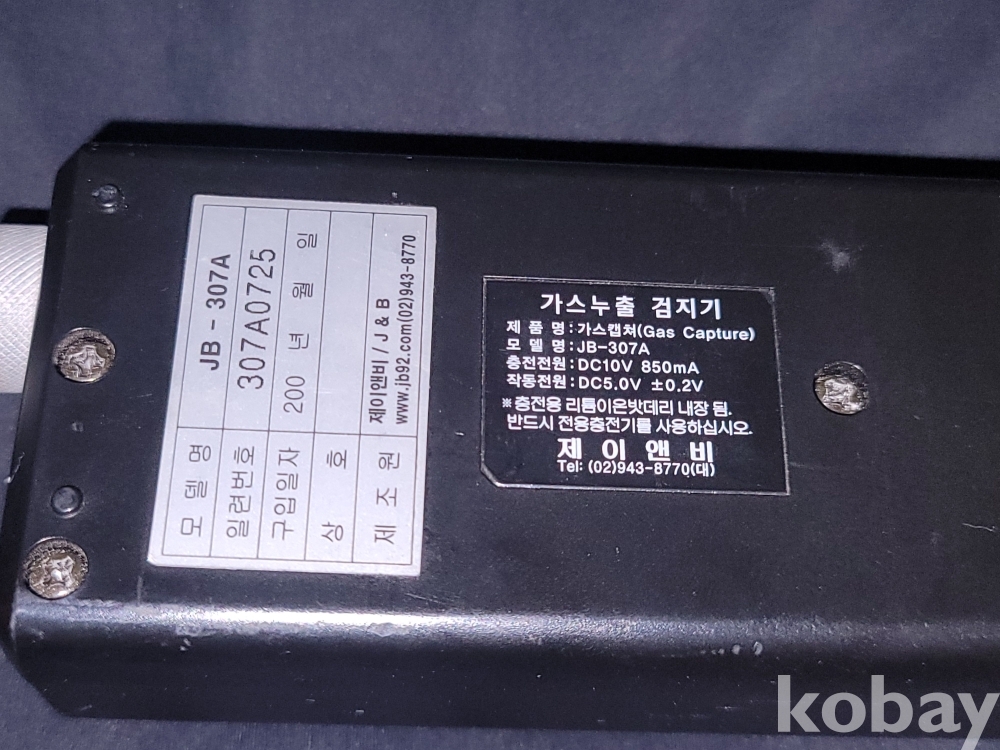 모 델 명 JB - 307A
일련번호 307A0725
구입일자 200 년 월 일
상 호
제 조 원 제이앤비 / J & B
www.jb92.com(02)943-8770
가스누출 검지기
제 품 명 : 가스캡쳐(Gas Capture)
모 델 명 : JB-307A
충전전원 : DC10V 850mA
작동전원 : DC5.0V ±0.2V
※충전용 리튬이온밧데리 내장 됨.
반드시 전용충전기를 사용하십시오.
제 이 앤 비
Tel: (02)943-8770(대)
kobay